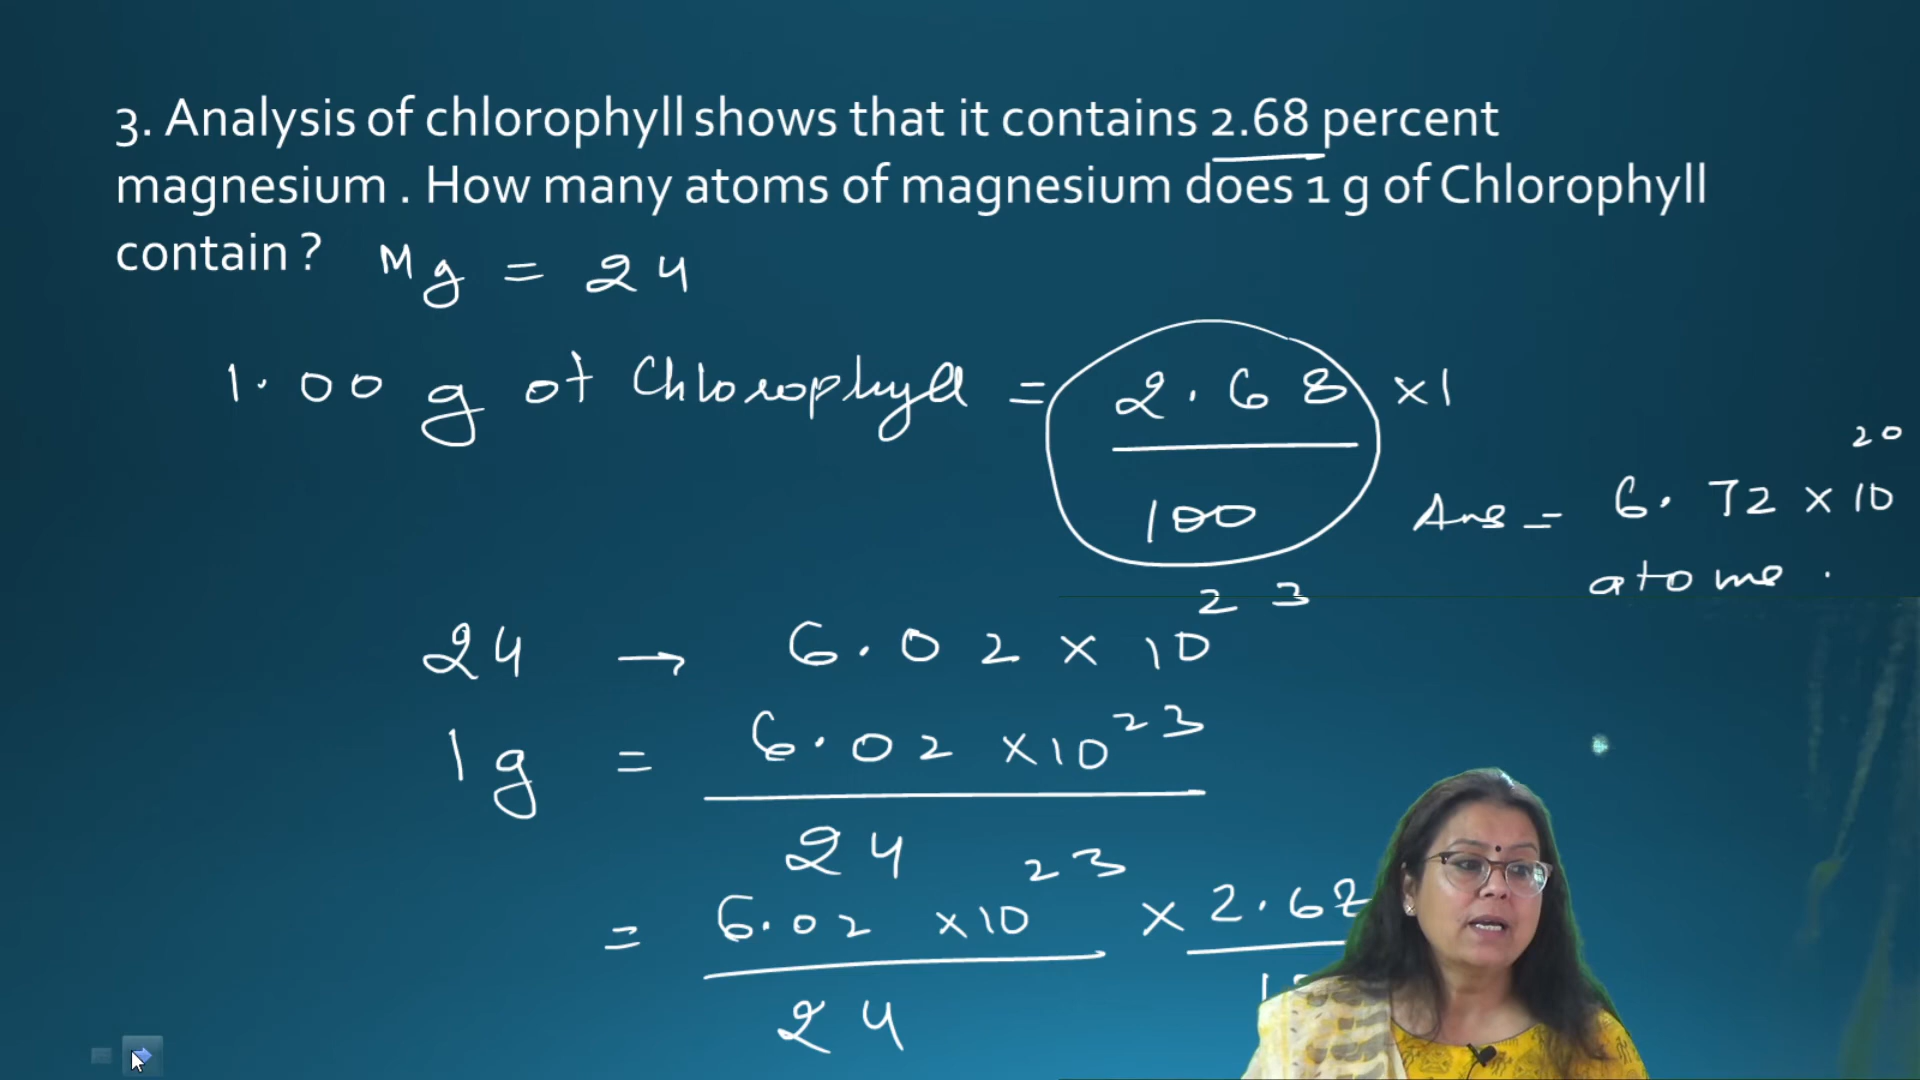 3. Analysis of chlorophyll shows that it contains 2.68 percent
magnesium . How many atoms of magnesium does 1 g of Chlorophyll
contain ? Mg = 24
1.00 g of Chlorophyll = 2.68 / 100 ×1
Ans = 6.72 × 10^20
atoms .
24 → 6.02 × 10^23
1g = 6.02 ×10^23 / 24
= 6.02 ×10^23 / 24 × 2.68